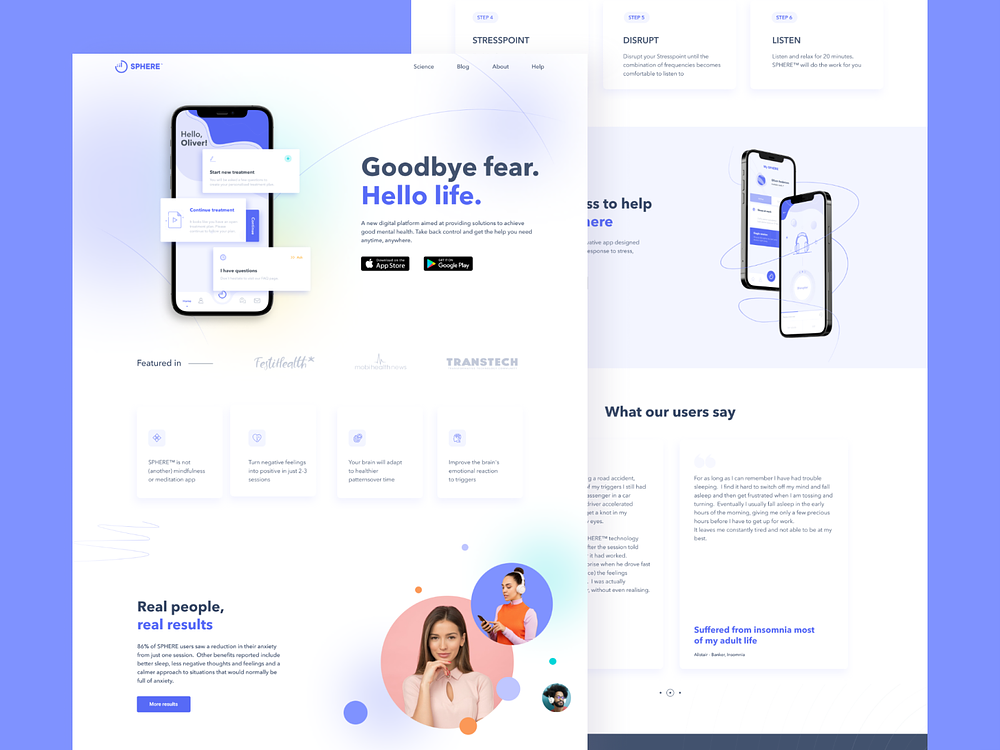 SPHERE™
Science
Blog
About
Help
Hello,
Oliver!
Start new treatment
Continue treatment
Continue
I have questions
Home
Goodbye fear.
Hello life.
A new digital platform aimed at providing solutions to achieve
good mental health. Take back control and get the help you need
anytime, anywhere.
Download on the
App Store
GET IT ON
Google Play
Featured in
FestiHealth
mobihealthnews
TRANSTECH
SPHERE™ is not
(another) mindfulness
or meditation app
Turn negative feelings
into positive in just 2-3
sessions
Your brain will adapt
to healthier
patternsover time
Improve the brain's
emotional reaction
to triggers
Real people,
real results
86% of SPHERE users saw a reduction in their anxiety
from just one session. Other benefits reported include
better sleep, less negative thoughts and feelings and a
calmer approach to situations that would normally be
full of anxiety.
More results
STEP 4
STRESSPOINT
STEP 5
DISRUPT
Disrupt your Stresspoint until the
combination of frequencies becomes
comfortable to listen to
STEP 6
LISTEN
Listen and relax for 20 minutes.
SPHERE™ will do the work for you
ss to help
here
ative app designed
esponse to stress,
My SPHERE
What our users say
g a road accident,
of my triggers I still had
assenger in a car
driver accelerated
get a knot in my
eyes.
HERE™ technology
fter the session told
it had worked.
prise when he drove fast
ce) the feelings
. I was actually
, without even realising.
For as long as I can remember I have had trouble
sleeping. I find it hard to switch off my mind and fall
asleep and then get frustrated when I am tossing and
turning. Eventually I usually fall asleep in the early
hours of the morning, giving me only a few precious
hours before I have to get up for work.
It leaves me constantly tired and not able to be at my
best.
Suffered from insomnia most
of my adult life
Alistair - Banker, Insomnia